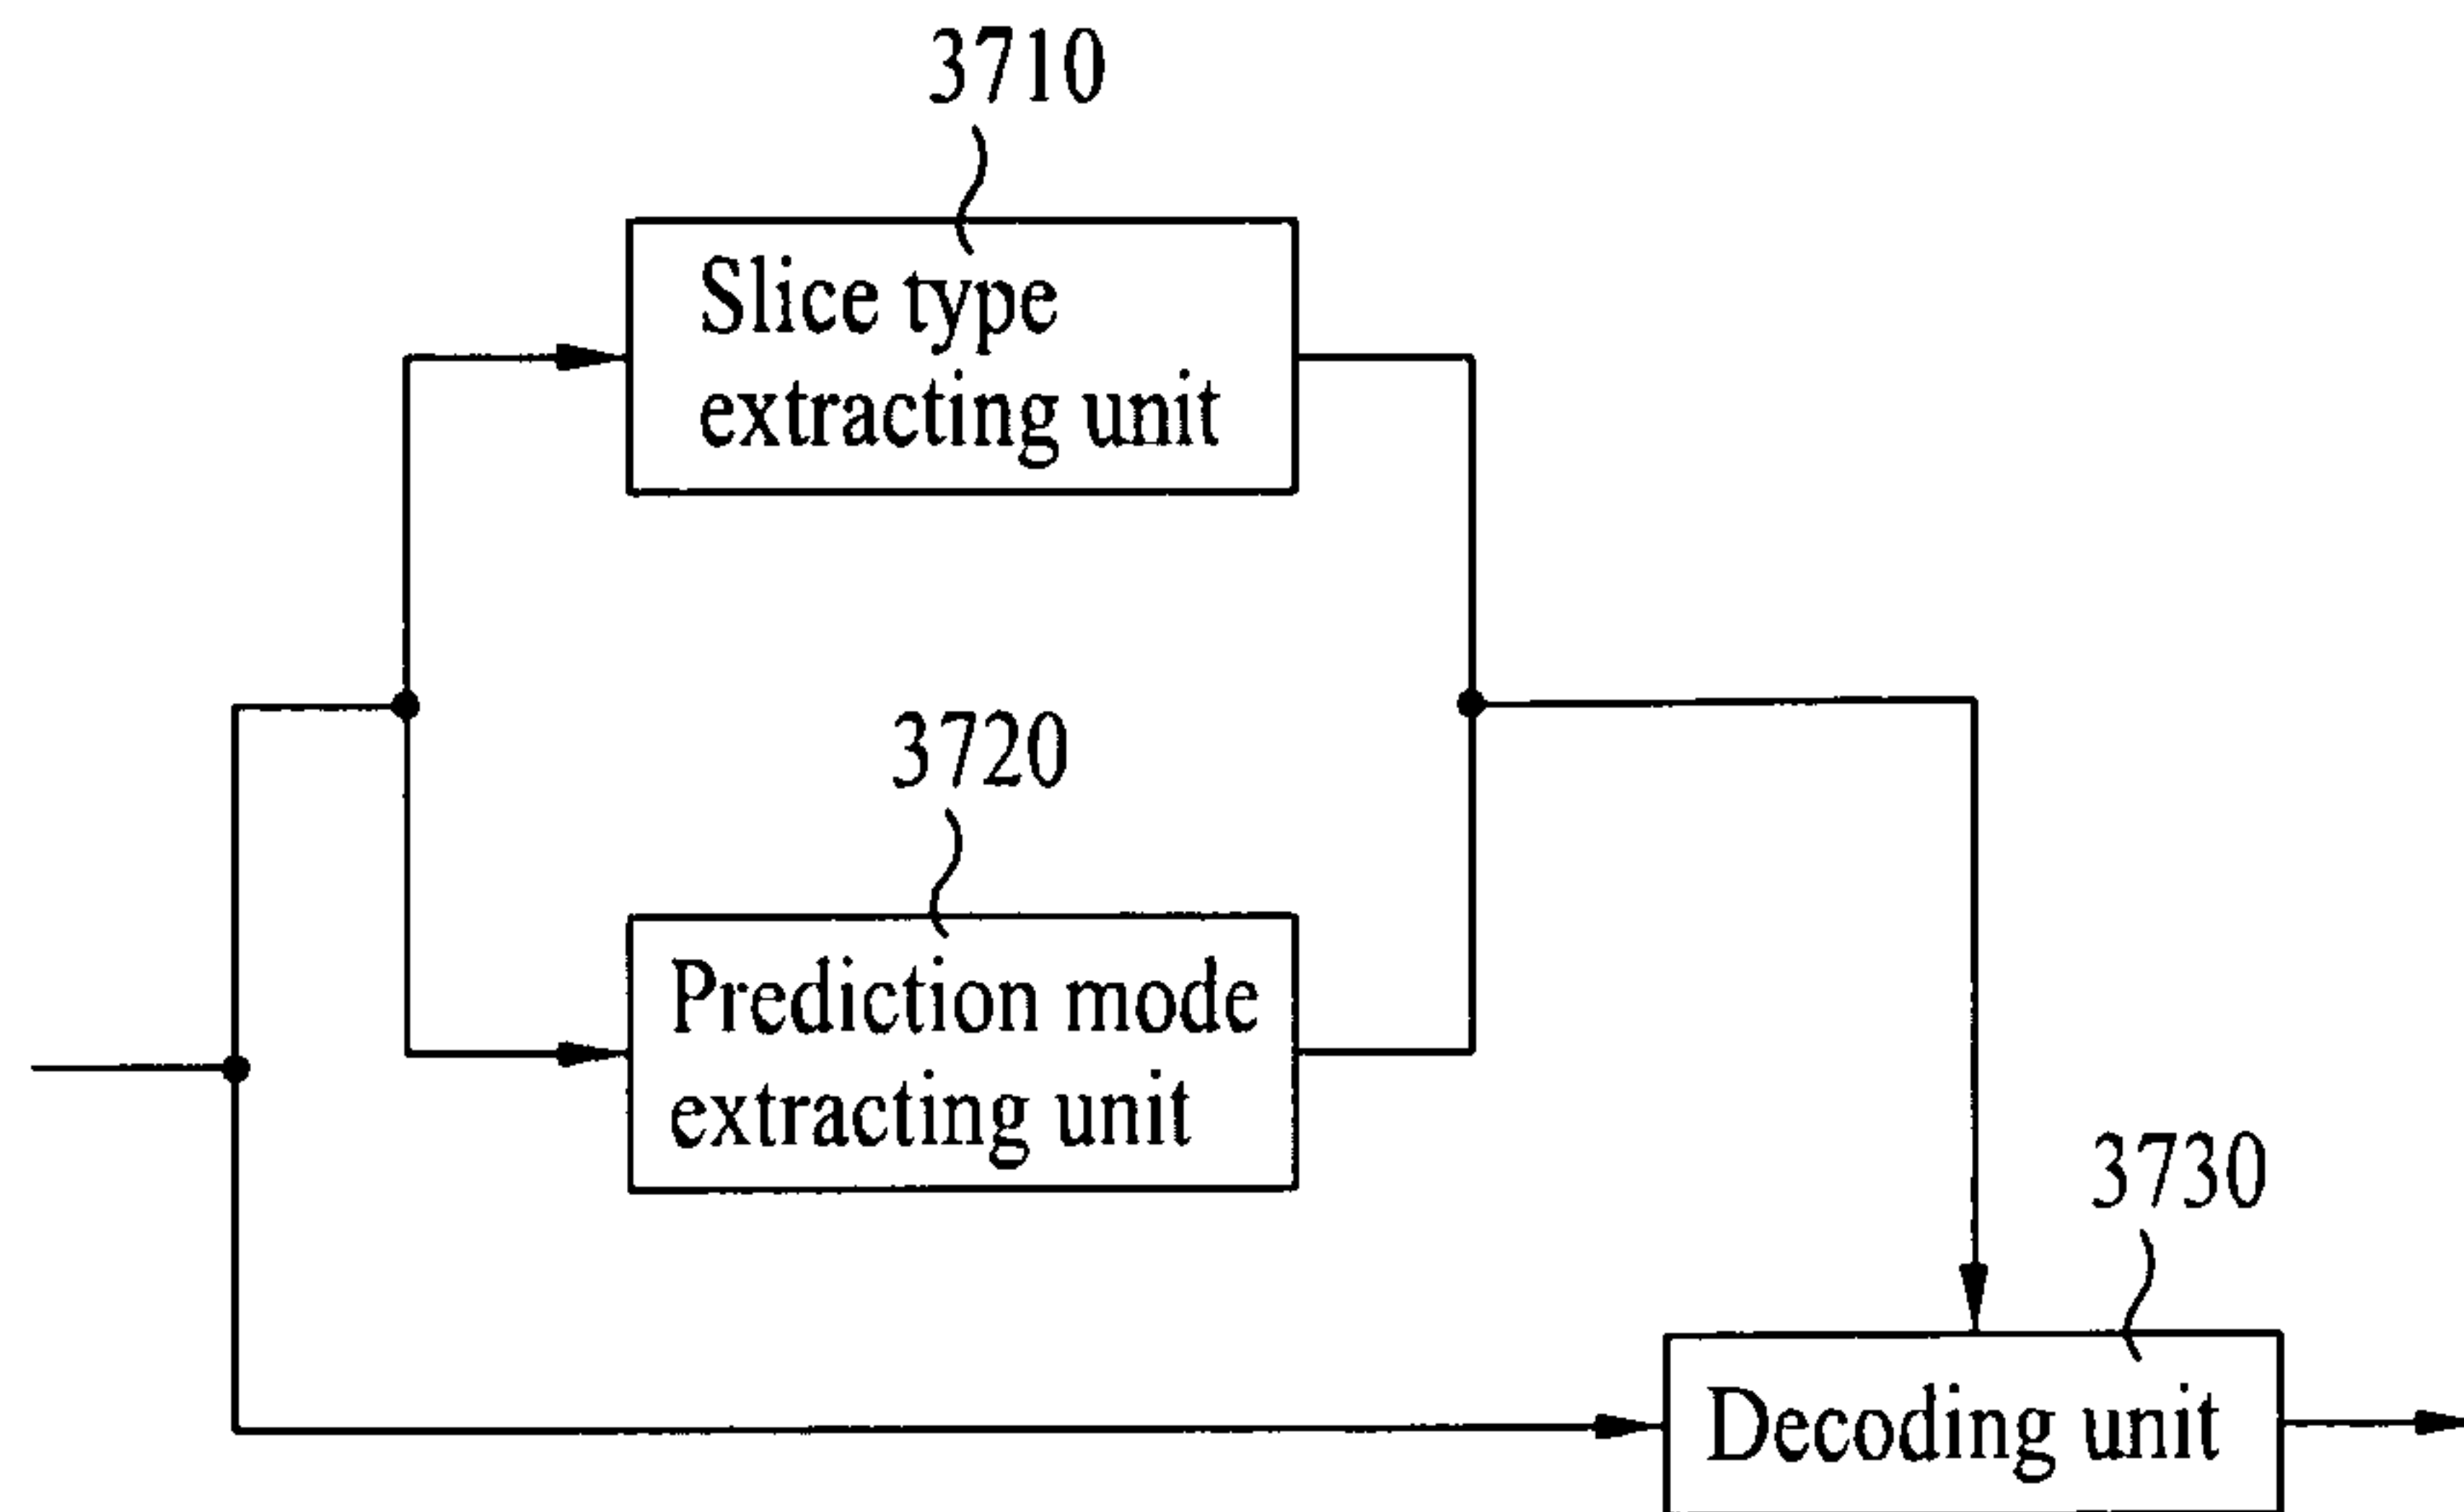 3710
Slice type
extracting unit
3720
Prediction mode
extracting unit
3730
Decoding unit